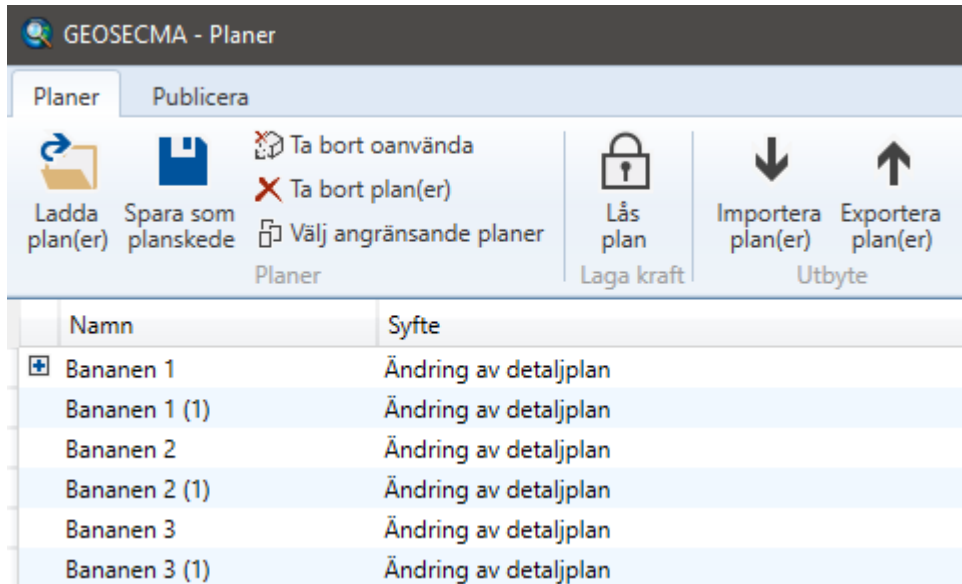 GEOSECMA - Planer
Planer Publicera
Ladda plan(er)
Spara som planskede
Ta bort oanvända
Ta bort plan(er)
Välj angränsande planer
Planer
Lås plan
Laga kraft
Importera plan(er)
Exportera plan(er)
Utbyte
Namn Syfte
Bananen 1 Ändring av detaljplan
Bananen 1 (1) Ändring av detaljplan
Bananen 2 Ändring av detaljplan
Bananen 2 (1) Ändring av detaljplan
Bananen 3 Ändring av detaljplan
Bananen 3 (1) Ändring av detaljplan